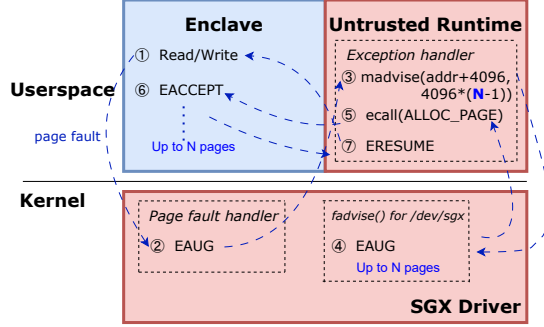 Enclave
① Read/Write
⑥ EACCEPT
Up to N pages
Untrusted Runtime
Exception handler
③ madvise(addr+4096,
4096*(N-1))
⑤ ecall(ALLOC_PAGE)
⑦ ERESUME
Userspace
page fault
Kernel
Page fault handler
② EAUG
fadvise() for /dev/sgx
④ EAUG
Up to N pages
SGX Driver